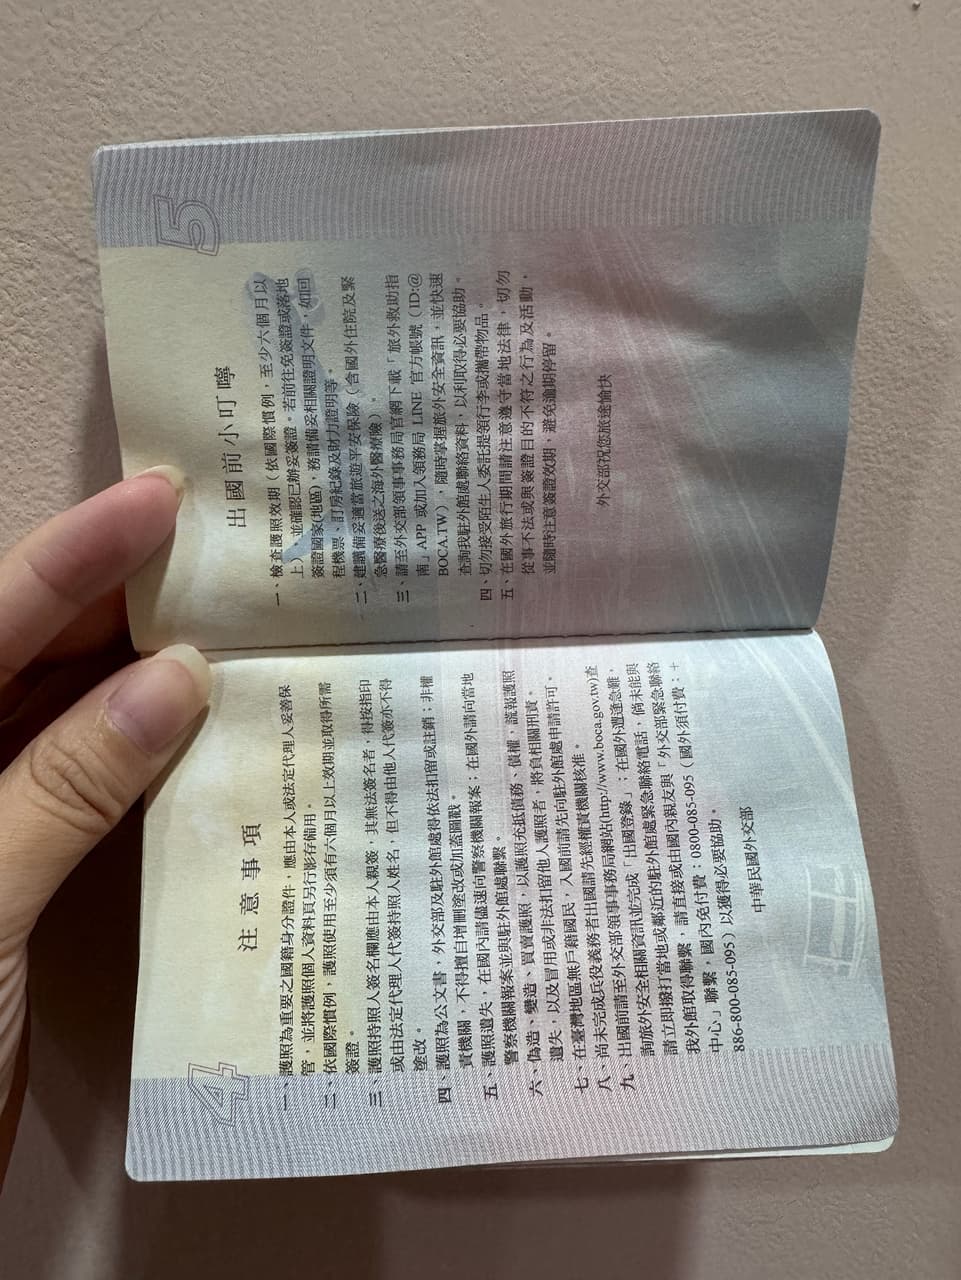 4
注意事項
一、護照為重要之國籍身分證件，應由本人或法定代理人妥善保
管，並將護照個人資料頁另行影存備用。
二、依國際慣例，護照使用至少須有六個月以上效期並取得所需
簽證。
三、護照持照人簽名欄應由本人親簽，其無法簽名者，得按指印
或由法定代理人代簽持照人姓名，但不得由他人代簽亦不得
塗改。
四、護照為公文書，外交部及駐外館處得依法扣留或註銷；非權
責機關，不得擅自增刪塗改或加蓋圖戳。
五、護照遺失，在國內請儘速向警察機關報案；在國外請向當地
警察機關報案並與駐外館處聯繫。
六、偽造、變造、買賣護照，以護照充抵債務、債權，謊報護照
遺失，以及冒用或非法扣留他人護照者，將負相關刑責。
七、在臺灣地區無戶籍國民，入國前請先向駐外館處申請許可。
八、尚未完成兵役義務者出國請先經權責機關核准。
九、出國前請至外交部領事事務局網站(http://www.boca.gov.tw)查
詢旅外安全相關資訊並完成「出國登錄」；在國外遭逢急難，
請立即撥打當地或鄰近的駐外館處緊急聯絡電話，倘未能與
我外館取得聯繫，請直接或由國內親友與「外交部緊急聯絡
中心」聯繫，國內免付費：0800-085-095（國外須付費：+
886-800-085-095）以獲得必要協助。
中華民國外交部
5
出國前小叮嚀
一、檢查護照效期（依國際慣例，至少六個月以
上），並確認已辦妥簽證。若前往免簽證或落地
簽證國家(地區)，務請備妥相關證明文件，如回
程機票、訂房紀錄及財力證明等。
二、建議備妥適當旅遊平安保險（含國外住院及緊
急醫療後送之海外醫療險）。
三、請至外交部領事事務局官網下載「旅外救助指
南」APP 或加入領務局 LINE 官方帳號（ID:@
BOCA.TW），隨時掌握旅外安全資訊，並快速
查詢我駐外館處聯絡資料，以利取得必要協助。
四、切勿接受陌生人委託提領行李或攜帶物品。
五、在國外旅行期間請注意遵守當地法律，切勿
從事不法或與簽證目的不符之行為及活動，
並隨時注意簽證效期，避免逾期停留。
外交部祝您旅途愉快